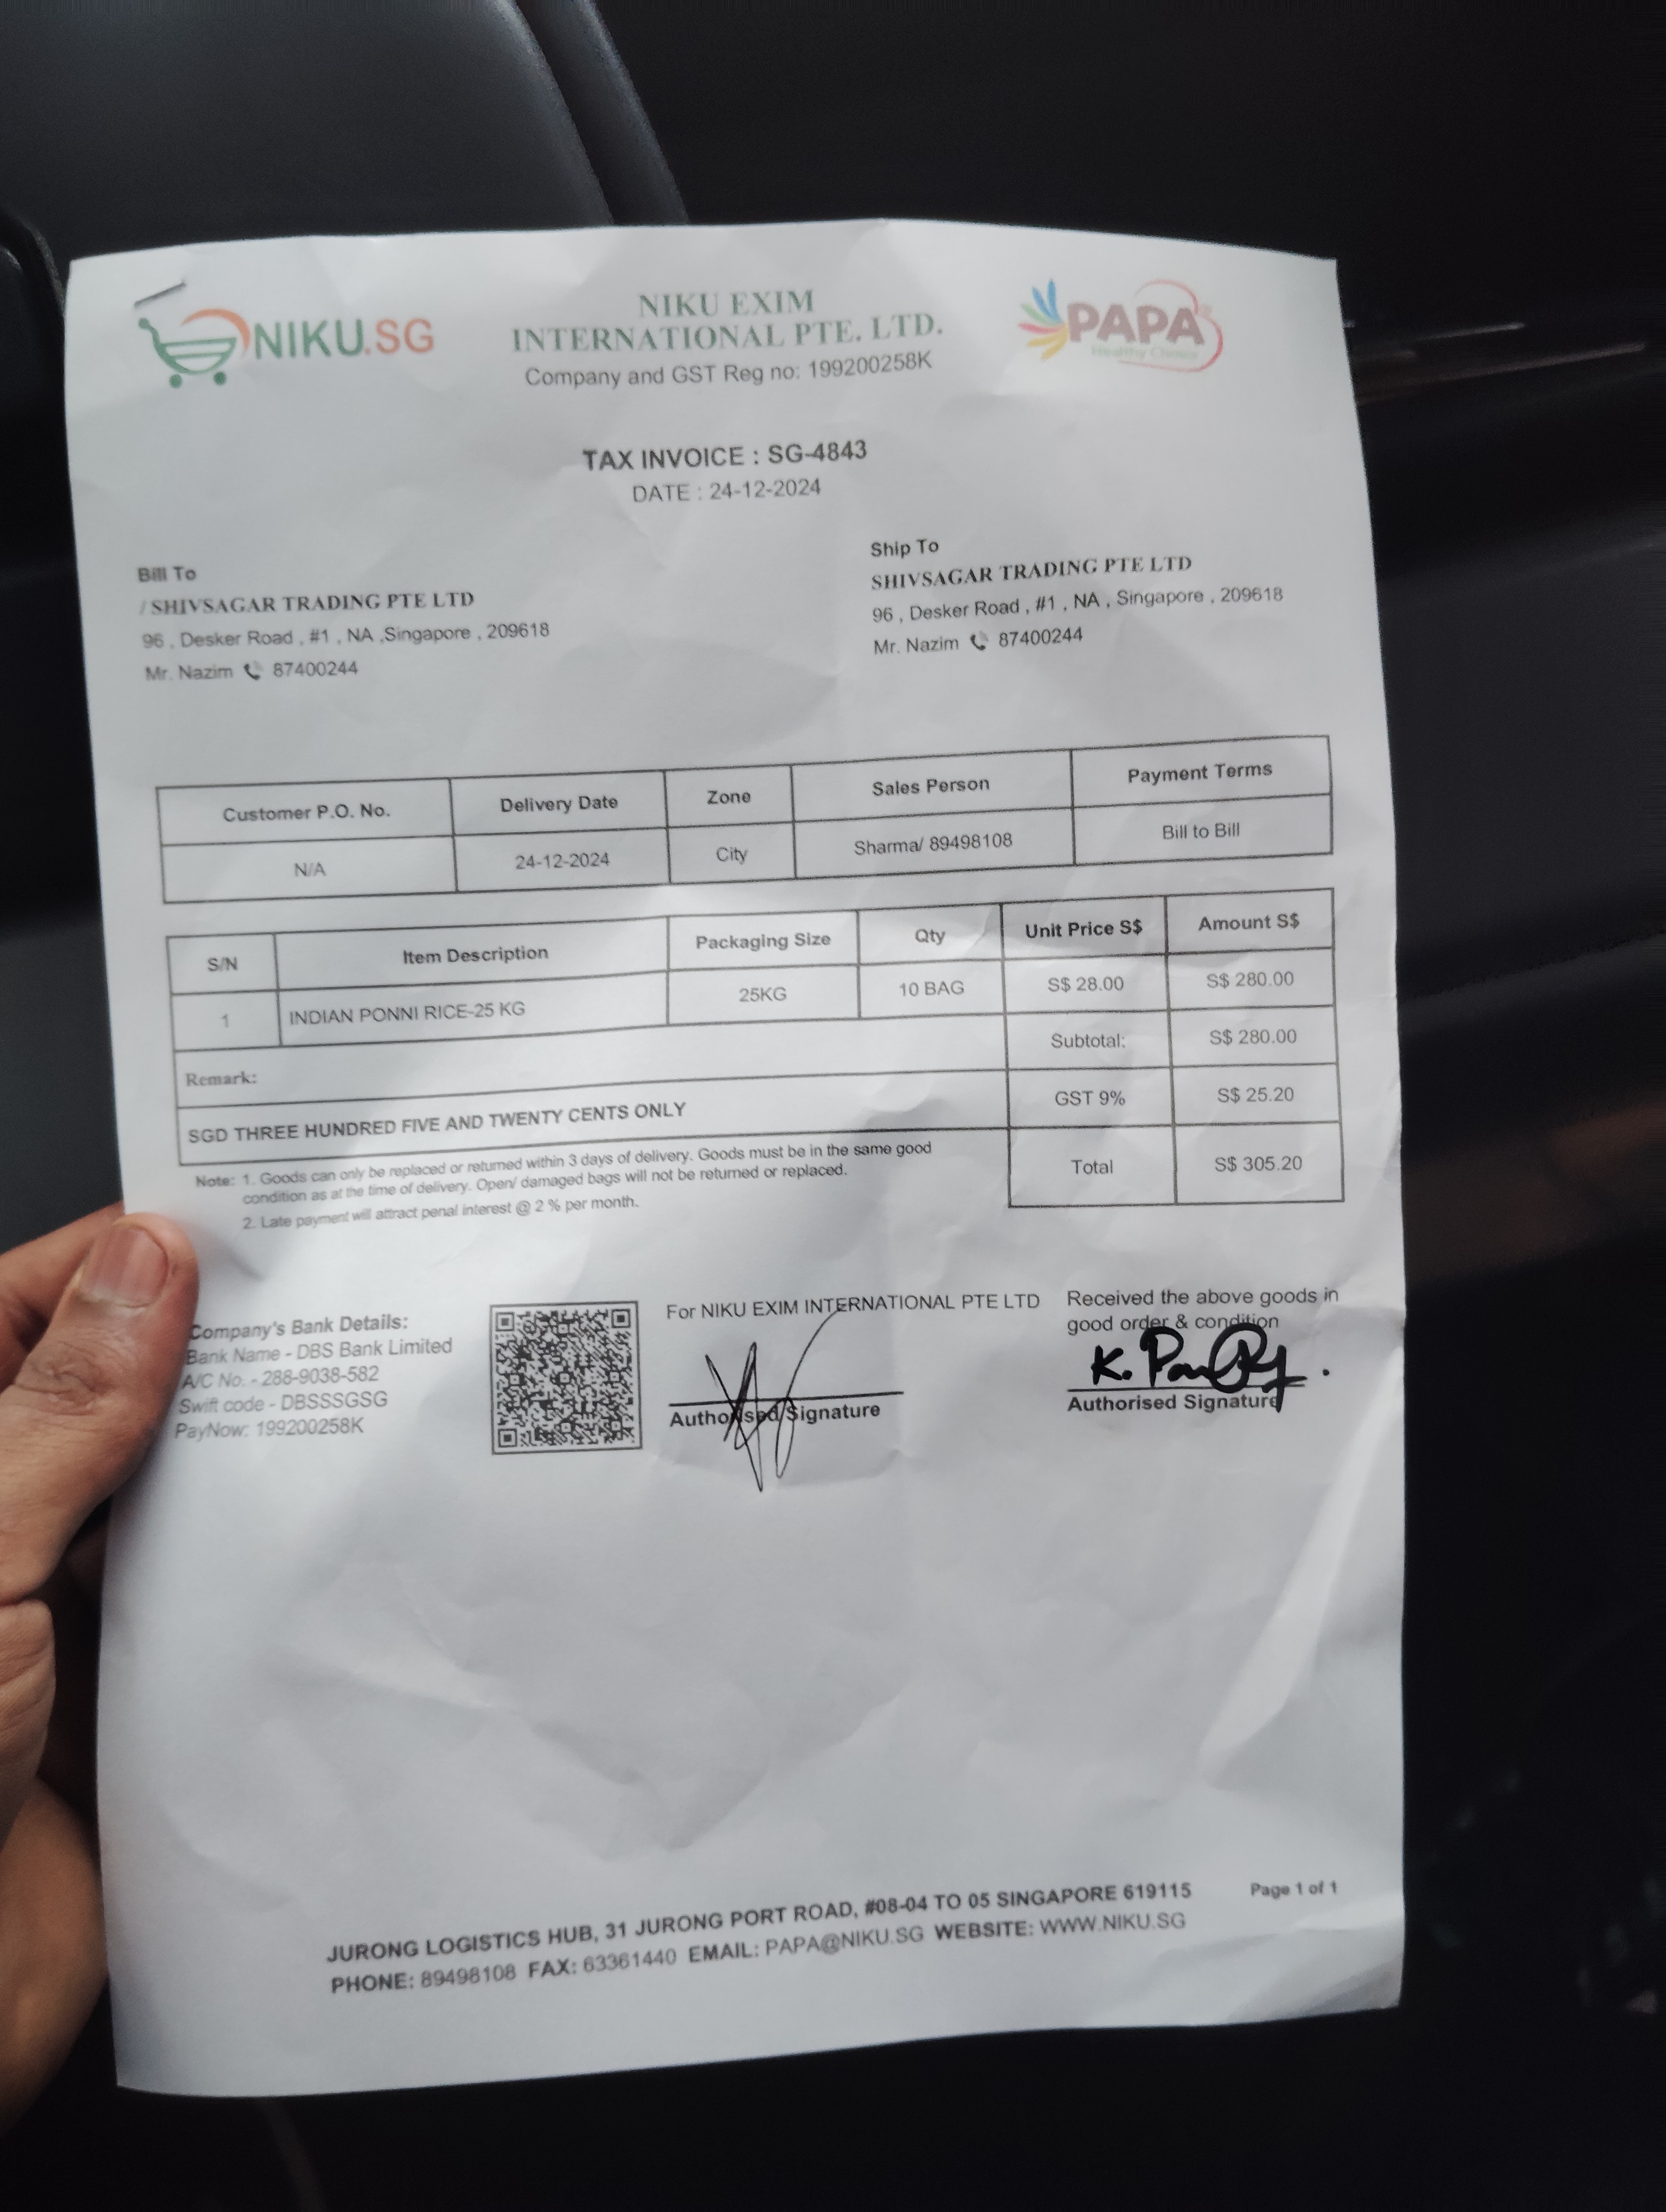 NIKU.SG
NIKU EXIM
INTERNATIONAL PTE. LTD.
Company and GST Reg no: 199200258K
PAPA
Healthy Choice
TAX INVOICE : SG-4843
DATE : 24-12-2024
Bill To
/ SHIVSAGAR TRADING PTE LTD
96 , Desker Road , #1 , NA ,Singapore , 209618
Mr. Nazim 87400244
Ship To
SHIVSAGAR TRADING PTE LTD
96 , Desker Road , #1 , NA , Singapore , 209618
Mr. Nazim 87400244
Customer P.O. No. Delivery Date Zone Sales Person Payment Terms
N/A 24-12-2024 City Sharma/ 89498108 Bill to Bill
S/N Item Description Packaging Size Qty Unit Price S$ Amount S$
1 INDIAN PONNI RICE-25 KG 25KG 10 BAG S$ 28.00 S$ 280.00
Remark: Subtotal: S$ 280.00
SGD THREE HUNDRED FIVE AND TWENTY CENTS ONLY GST 9% S$ 25.20
Total S$ 305.20
Note: 1. Goods can only be replaced or returned within 3 days of delivery. Goods must be in the same good
condition as at the time of delivery. Open/ damaged bags will not be returned or replaced.
2. Late payment will attract penal interest @ 2 % per month.
Company's Bank Details:
Bank Name - DBS Bank Limited
A/C No. - 288-9038-582
Swift code - DBSSSGSG
PayNow: 199200258K
For NIKU EXIM INTERNATIONAL PTE LTD
Authorised Signature
Received the above goods in
good order & condition
K.
Authorised Signature
JURONG LOGISTICS HUB, 31 JURONG PORT ROAD, #08-04 TO 05 SINGAPORE 619115
PHONE: 89498108 FAX: 63361440 EMAIL: PAPA@NIKU.SG WEBSITE: WWW.NIKU.SG
Page 1 of 1